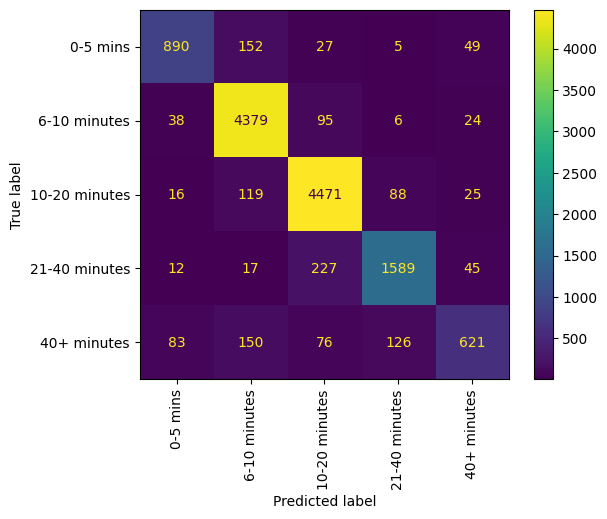 0-5 mins 890 152 27 5 49
6-10 minutes 38 4379 95 6 24
10-20 minutes 16 119 4471 88 25
21-40 minutes 12 17 227 1589 45
40+ minutes 83 150 76 126 621
True label
0-5 mins
6-10 minutes
10-20 minutes
21-40 minutes
40+ minutes
Predicted label
4000
3500
3000
2500
2000
1500
1000
500